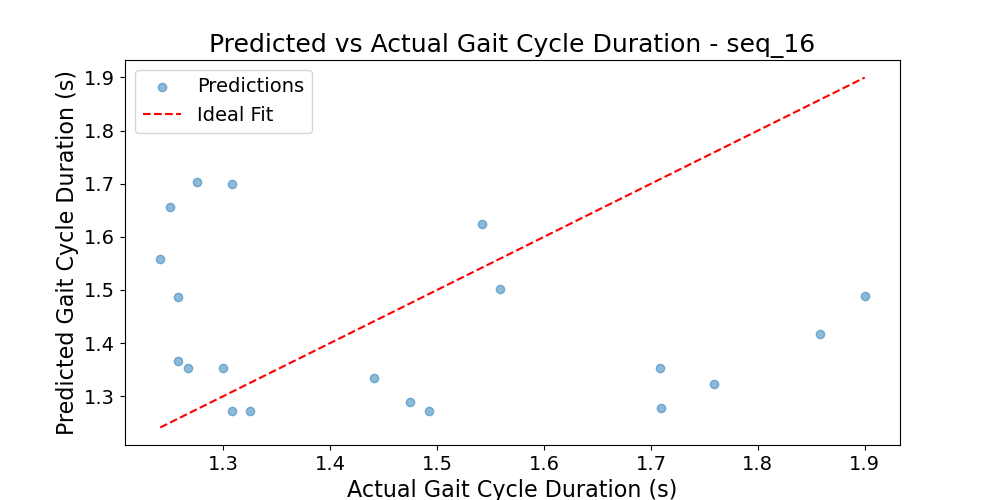 Predicted vs Actual Gait Cycle Duration - seq_16
Predictions
Ideal Fit
Predicted Gait Cycle Duration (s)
1.9
1.8
1.7
1.6
1.5
1.4
1.3
1.3 1.4 1.5 1.6 1.7 1.8 1.9
Actual Gait Cycle Duration (s)